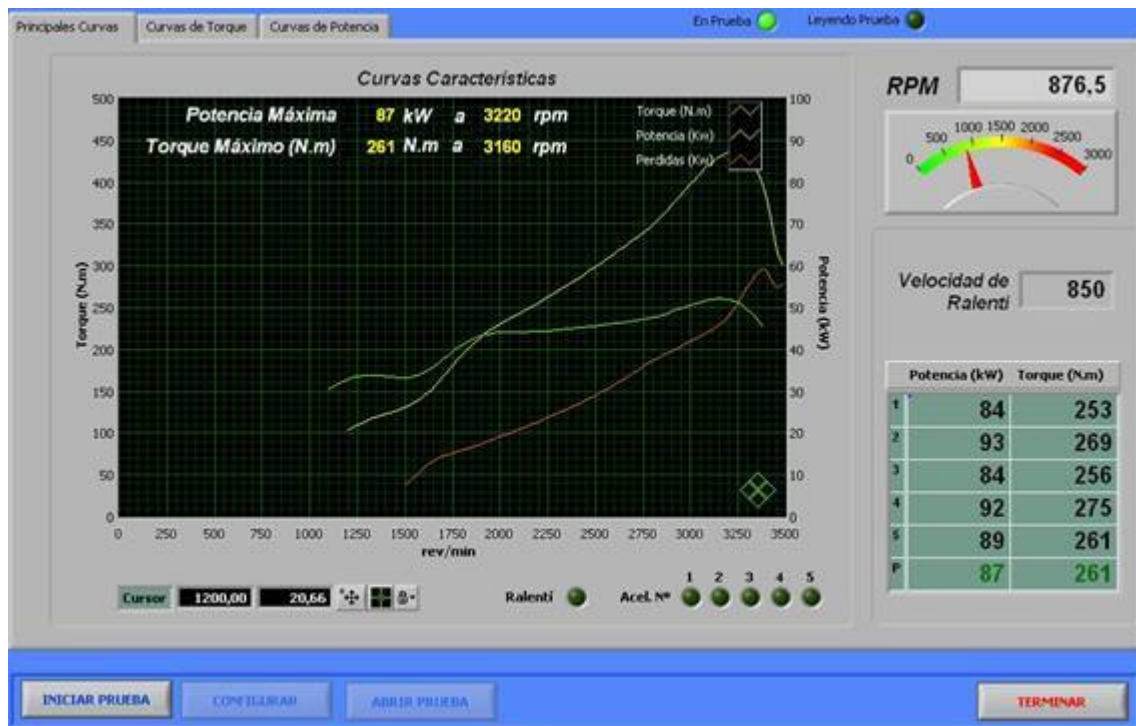 En Prueba Leyendo Prueba
Principales Curvas Curvas de Torque Curvas de Potencia
Curvas Características
Potencia Máxima 87 kW a 3220 rpm
Torque Máximo (N.m) 261 N.m a 3160 rpm
Torque (N.m)
Potencia (Kw)
Perdidas (Kw)
500
450
400
350
300
250
200
150
100
50
0
Torque (N.m)
100
90
80
70
60
50
40
30
20
10
0
Potencia (kW)
0 250 500 750 1000 1250 1500 1750 2000 2250 2500 2750 3000 3250 3500
rev/min
Cursor 1200,00 20,66
Ralentí Acel. Nº 1 2 3 4 5
RPM 876,5
0 500 1000 1500 2000 2500 3000
Velocidad de
Ralentí 850
Potencia (kW) Torque (N.m)
1 84 253
2 93 269
3 84 256
4 92 275
5 89 261
P 87 261
INICIAR PRUEBA CONFIGURAR ABRIR PRUEBA TERMINAR